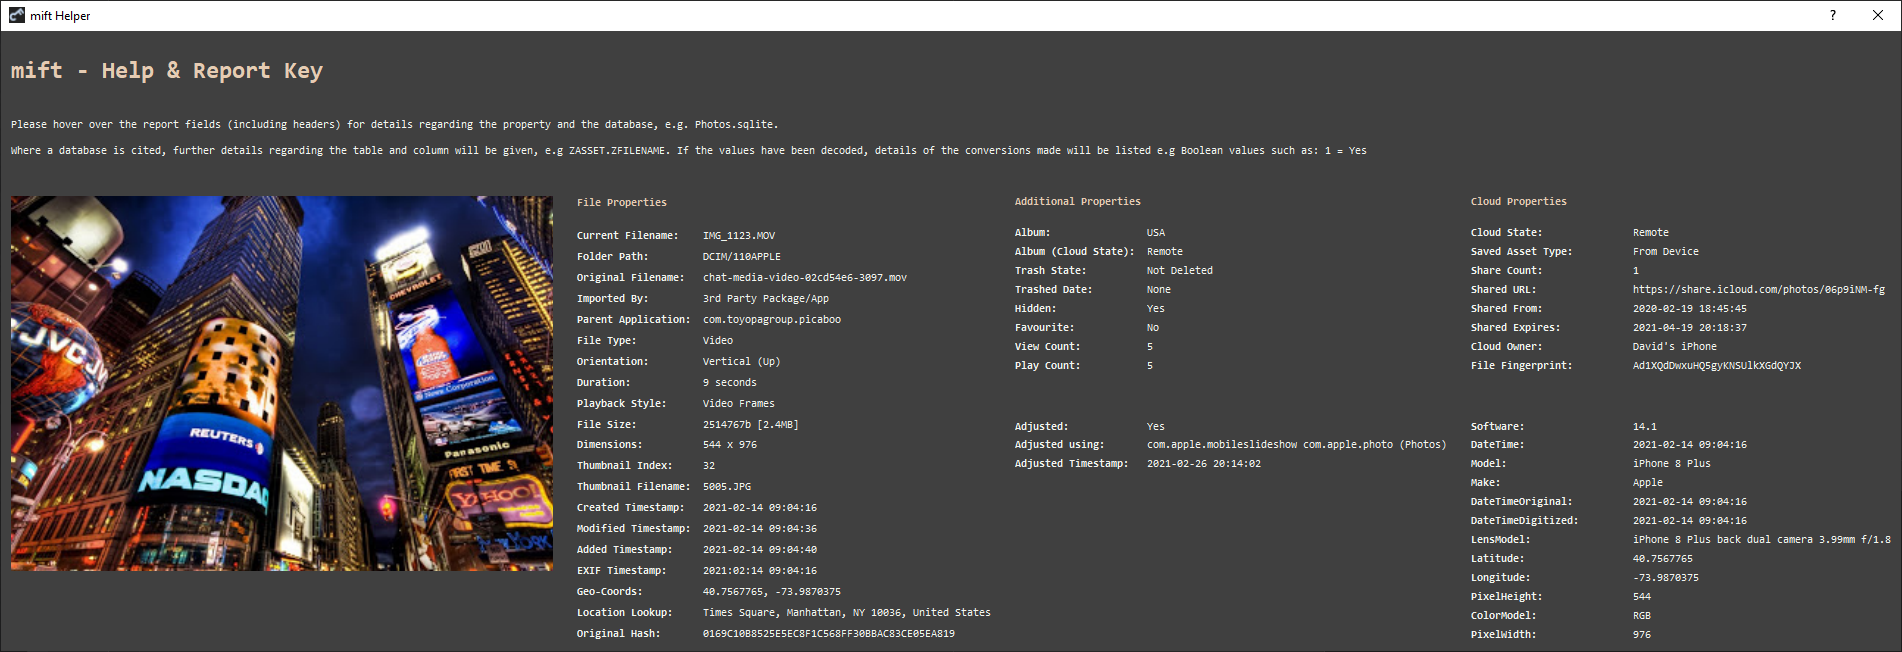 mift Helper
mift - Help & Report Key
Please hover over the report fields (including headers) for details regarding the property and the database, e.g. Photos.sqlite.
Where a database is cited, further details regarding the table and column will be given, e.g ZASSET.ZFILENAME. If the values have been decoded, details of the conversions made will be listed e.g Boolean values such as: 1 = Yes
JVC
REUTERS
NASDAQ
CHEVROLET
News Corporation
Panasonic
FIRST TIME
YAHOO!
NEW YORK
File Properties
Current Filename: IMG_1123.MOV
Folder Path: DCIM/110APPLE
Original Filename: chat-media-video-02cd54e6-3097.mov
Imported By: 3rd Party Package/App
Parent Application: com.toyopagroup.picaboo
File Type: Video
Orientation: Vertical (Up)
Duration: 9 seconds
Playback Style: Video Frames
File Size: 2514767b [2.4MB]
Dimensions: 544 x 976
Thumbnail Index: 32
Thumbnail Filename: 5005.JPG
Created Timestamp: 2021-02-14 09:04:16
Modified Timestamp: 2021-02-14 09:04:36
Added Timestamp: 2021-02-14 09:04:40
EXIF Timestamp: 2021:02:14 09:04:16
Geo-Coords: 40.7567765, -73.9870375
Location Lookup: Times Square, Manhattan, NY 10036, United States
Original Hash: 0169C10B8525E5EC8F1C568FF30BBAC83CE05EA819
Additional Properties
Album: USA
Album (Cloud State): Remote
Trash State: Not Deleted
Trashed Date: None
Hidden: Yes
Favourite: No
View Count: 5
Play Count: 5
Adjusted: Yes
Adjusted using: com.apple.mobileslideshow com.apple.photo (Photos)
Adjusted Timestamp: 2021-02-26 20:14:02
Cloud Properties
Cloud State: Remote
Saved Asset Type: From Device
Share Count: 1
Shared URL: https://share.icloud.com/photos/06p9iNM-fg
Shared From: 2020-02-19 18:45:45
Shared Expires: 2021-04-19 20:18:37
Cloud Owner: David's iPhone
File Fingerprint: Ad1XQdDwxuHQ5gyKNSUlkXGdQYJX
Software: 14.1
DateTime: 2021-02-14 09:04:16
Model: iPhone 8 Plus
Make: Apple
DateTimeOriginal: 2021-02-14 09:04:16
DateTimeDigitized: 2021-02-14 09:04:16
LensModel: iPhone 8 Plus back dual camera 3.99mm f/1.8
Latitude: 40.7567765
Longitude: -73.9870375
PixelHeight: 544
ColorModel: RGB
PixelWidth: 976